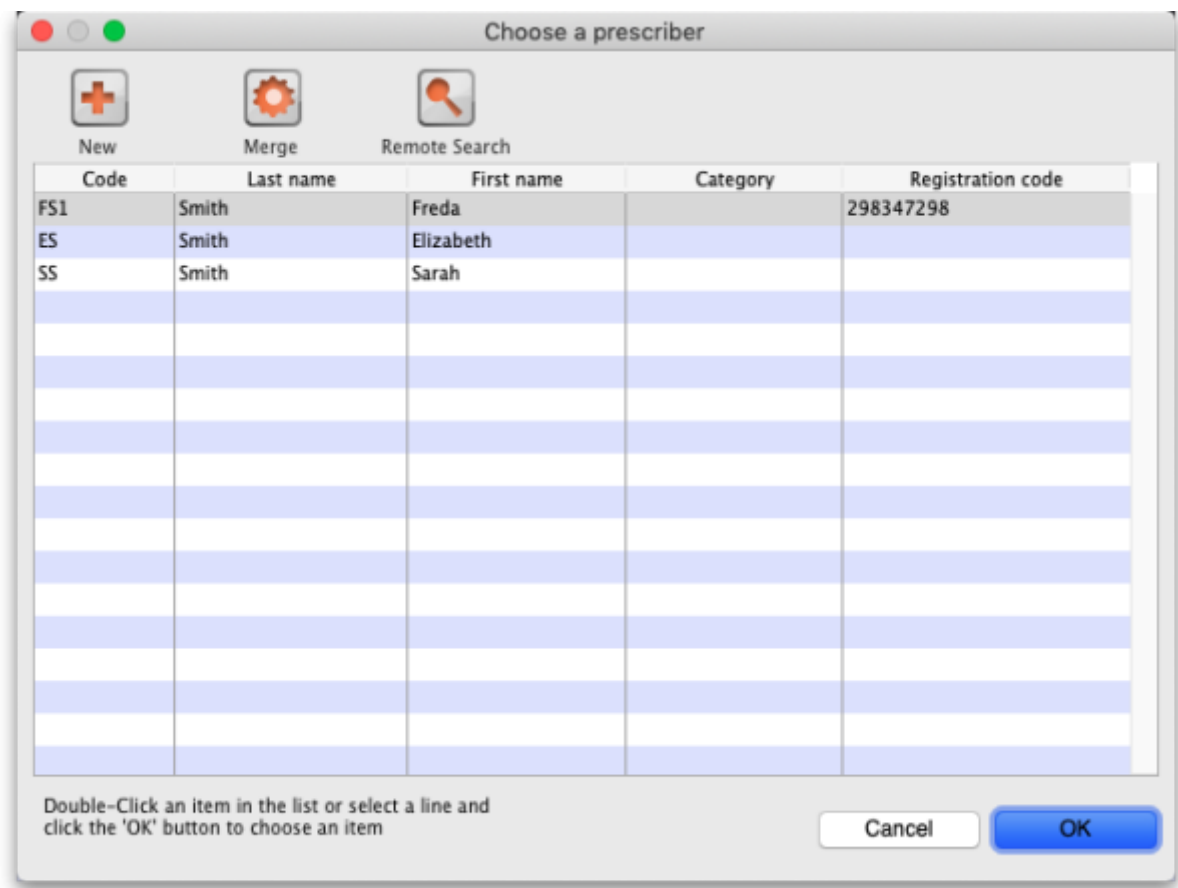 Choose a prescriber
New Merge Remote Search
Code Last name First name Category Registration code
FS1 Smith Freda 298347298
ES Smith Elizabeth
SS Smith Sarah
Double-Click an item in the list or select a line and
click the 'OK' button to choose an item
Cancel OK